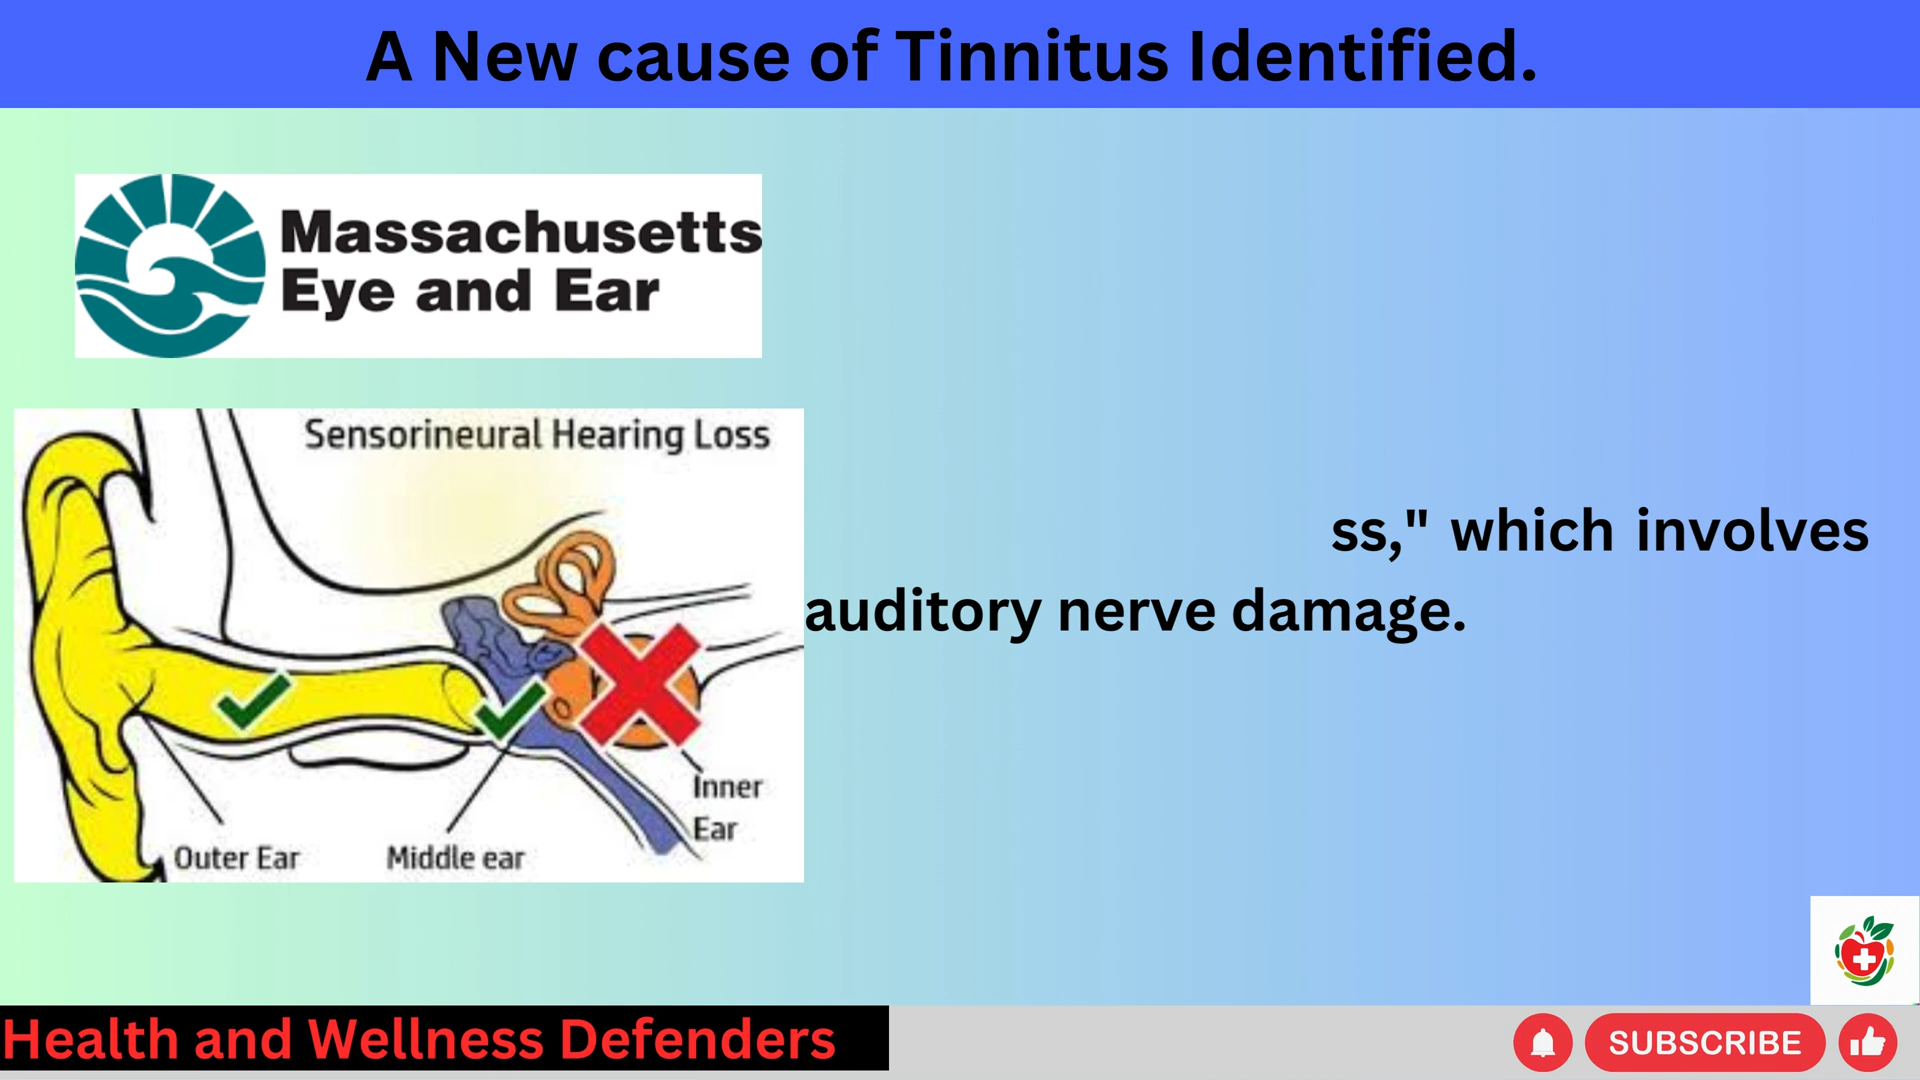 A New cause of Tinnitus Identified.
Massachusetts
Eye and Ear
Sensorineural Hearing Loss
Inner
Ear
Outer Ear
Middle ear
ss," which involves
auditory nerve damage.
Health and Wellness Defenders
SUBSCRIBE